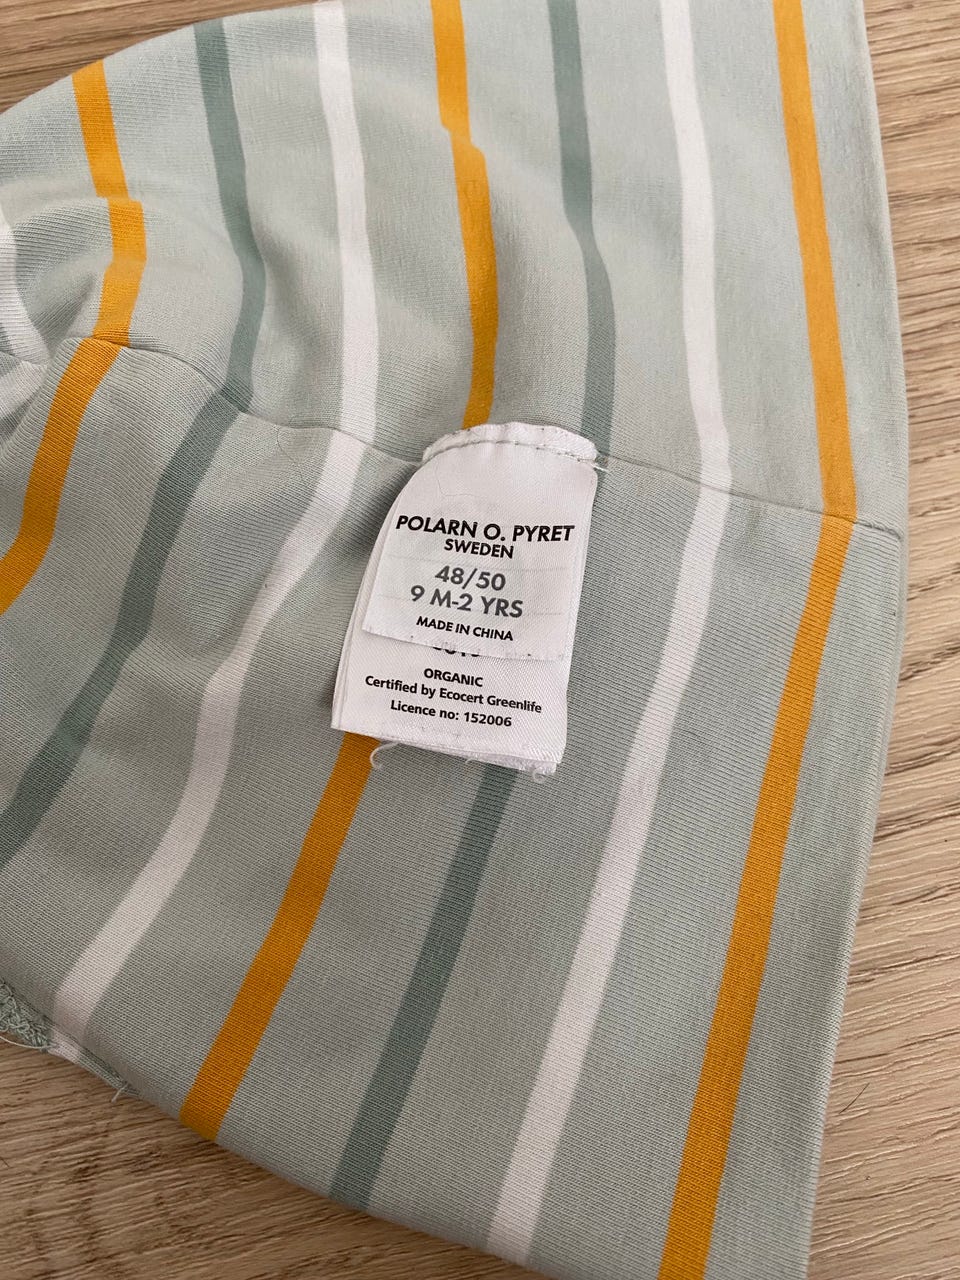 POLARN O. PYRET
SWEDEN
48/50
9 M-2 YRS
MADE IN CHINA
ORGANIC
Certified by Ecocert Greenlife
Licence no: 152006